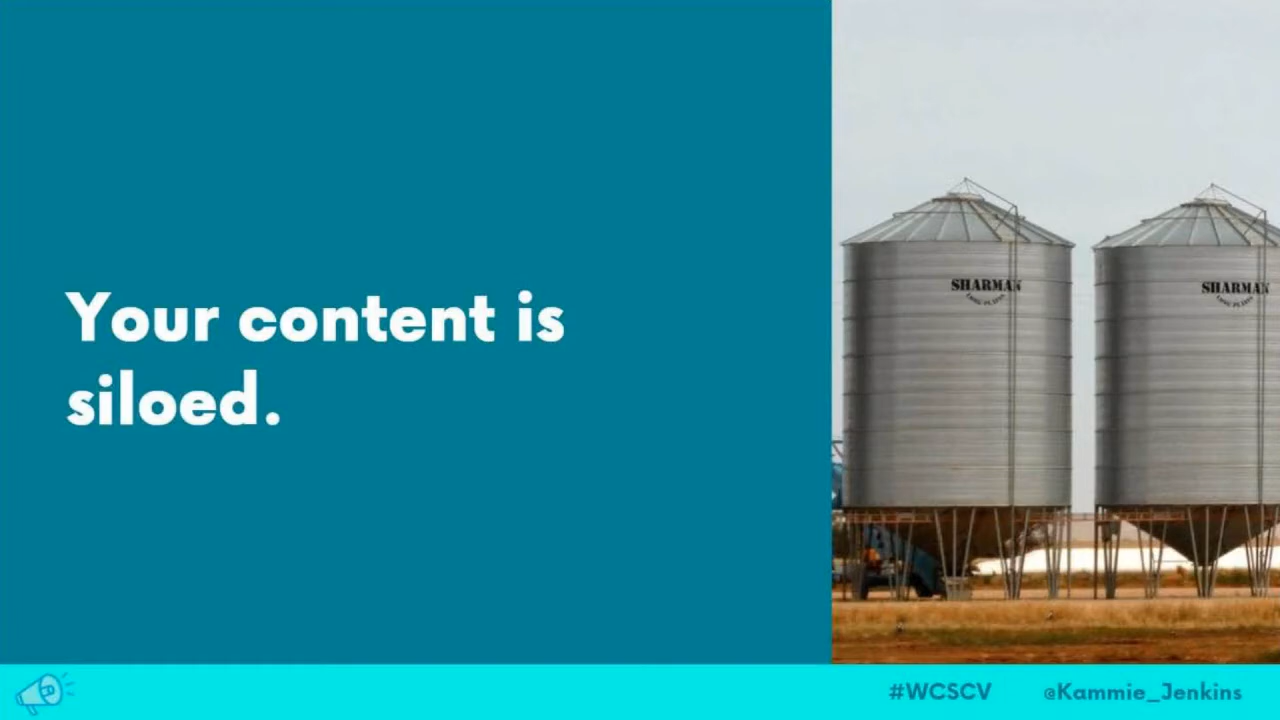 Your content is
siloed.
SHARMAN
SHARMAN
#WCSCV
@Kammie_Jenkins